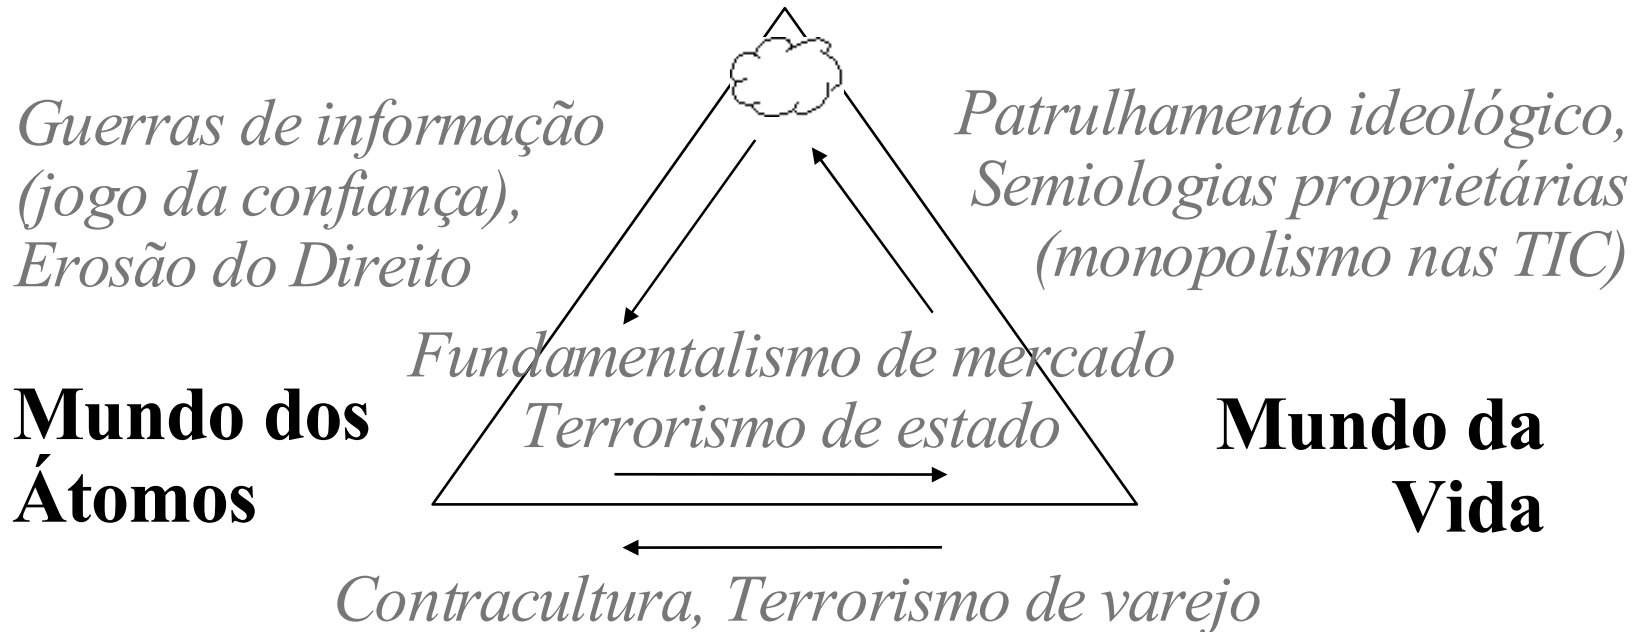 Guerras de informação
(jogo da confiança),
Erosão do Direito
Patrulhamento ideológico,
Semiologias proprietárias
(monopolismo nas TIC)
Fundamentalismo de mercado
Terrorismo de estado
Mundo dos
Átomos
Mundo da
Vida
Contracultura, Terrorismo de varejo